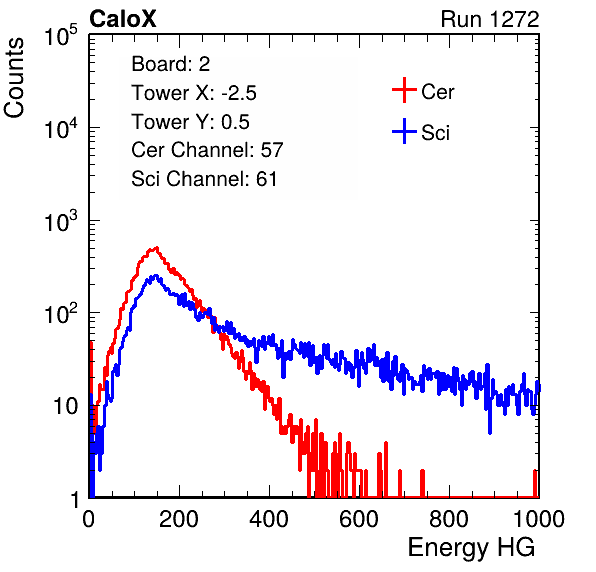 CaloX Run 1272
Counts
10^5
10^4
10^3
10^2
10
1
Board: 2
Tower X: -2.5
Tower Y: 0.5
Cer Channel: 57
Sci Channel: 61
Cer
Sci
0 200 400 600 800 1000
Energy HG